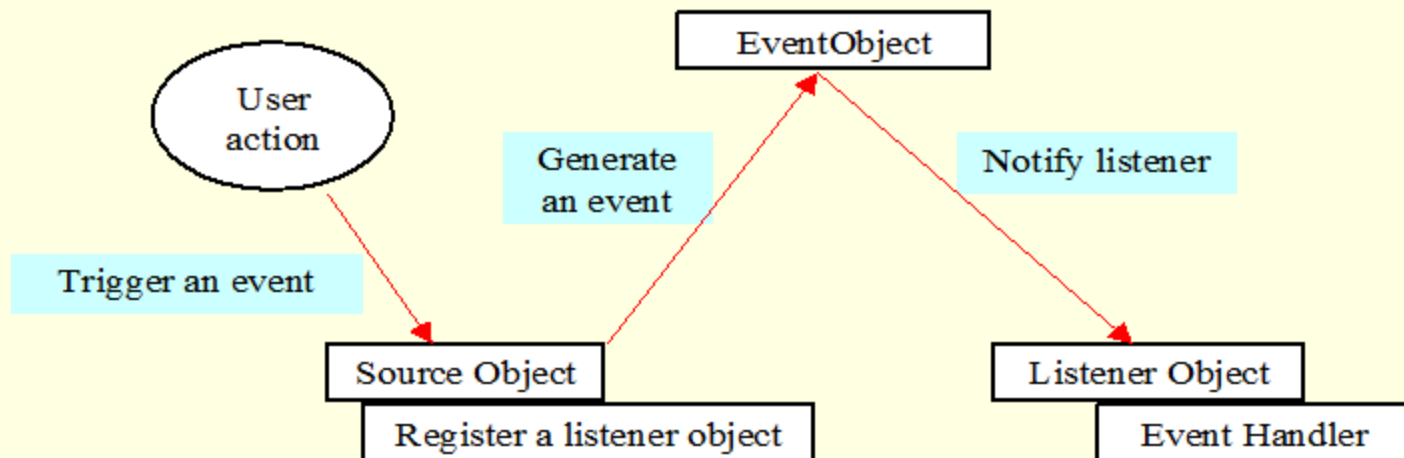 EventObject
User
action
Generate
an event
Notify listener
Trigger an event
Source Object
Listener Object
Register a listener object
Event Handler